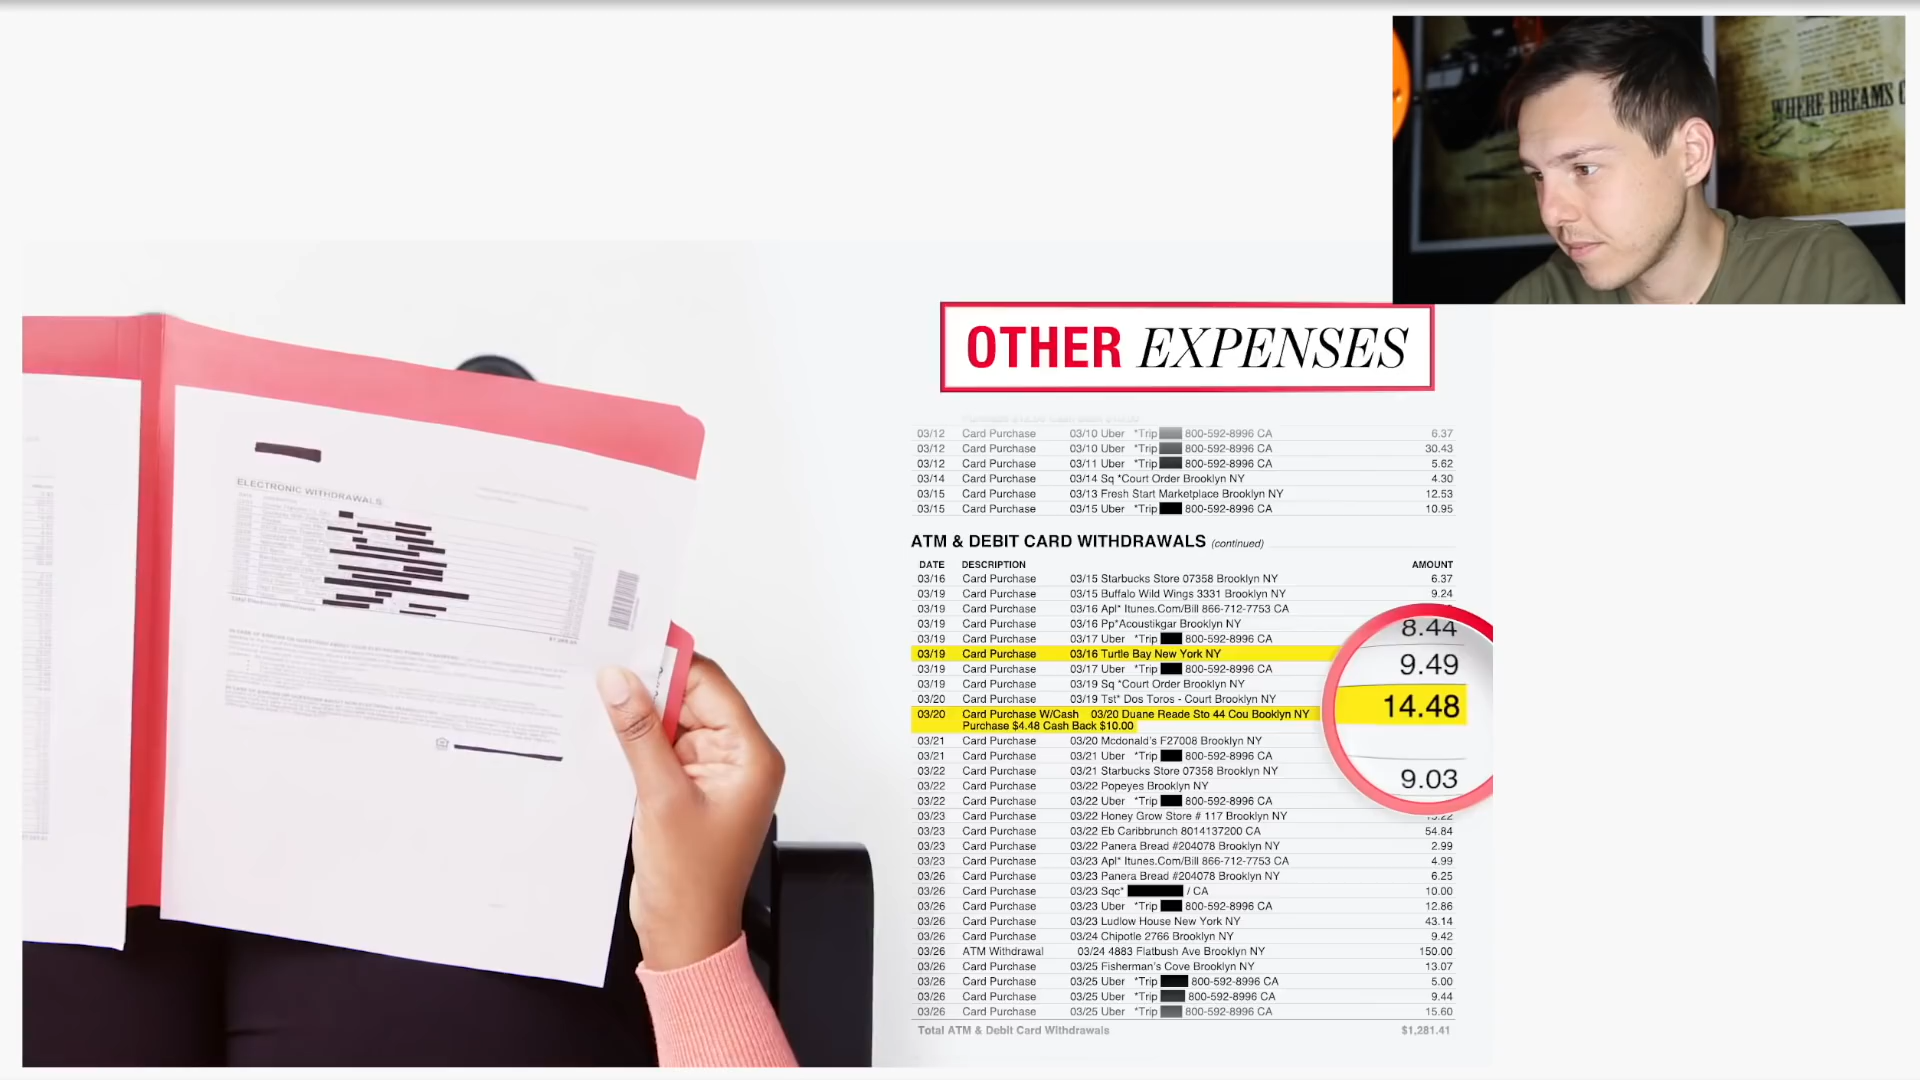 WHERE DREAMS C
OTHER EXPENSES
03/12 Card Purchase 03/10 Uber *Trip 800-592-8996 CA 6.37
03/12 Card Purchase 03/10 Uber *Trip 800-592-8996 CA 30.43
03/12 Card Purchase 03/11 Uber *Trip 800-592-8996 CA 5.62
03/14 Card Purchase 03/14 Sq *Court Order Brooklyn NY 4.30
03/15 Card Purchase 03/13 Fresh Start Marketplace Brooklyn NY 12.53
03/15 Card Purchase 03/15 Uber *Trip 800-592-8996 CA 10.95
ATM & DEBIT CARD WITHDRAWALS (continued)
DATE DESCRIPTION AMOUNT
03/16 Card Purchase 03/15 Starbucks Store 07358 Brooklyn NY 6.37
03/19 Card Purchase 03/15 Buffalo Wild Wings 3331 Brooklyn NY 9.24
03/19 Card Purchase 03/16 Apl* Itunes.Com/Bill 866-712-7753 CA
03/19 Card Purchase 03/16 Pp*Acoustikgar Brooklyn NY
03/19 Card Purchase 03/17 Uber *Trip 800-592-8996 CA 8.44
03/19 Card Purchase 03/16 Turtle Bay New York NY
03/19 Card Purchase 03/17 Uber *Trip 800-592-8996 CA 9.49
03/19 Card Purchase 03/19 Sq *Court Order Brooklyn NY
03/20 Card Purchase 03/19 Tst* Dos Toros - Court Brooklyn NY
03/20 Card Purchase W/Cash 03/20 Duane Reade Sto 44 Cou Booklyn NY 14.48
Purchase $4.48 Cash Back $10.00
03/21 Card Purchase 03/20 Mcdonald's F27008 Brooklyn NY
03/21 Card Purchase 03/21 Uber *Trip 800-592-8996 CA 9.03
03/22 Card Purchase 03/21 Starbucks Store 07358 Brooklyn NY
03/22 Card Purchase 03/22 Popeyes Brooklyn NY
03/22 Card Purchase 03/22 Uber *Trip 800-592-8996 CA
03/23 Card Purchase 03/22 Honey Grow Store # 117 Brooklyn NY
03/23 Card Purchase 03/22 Eb Caribbrunch 8014137200 CA 54.84
03/23 Card Purchase 03/22 Panera Bread #204078 Brooklyn NY 2.99
03/23 Card Purchase 03/23 Apl* Itunes.Com/Bill 866-712-7753 CA 4.99
03/26 Card Purchase 03/23 Panera Bread #204078 Brooklyn NY 6.25
03/26 Card Purchase 03/23 Sqc* / CA 10.00
03/26 Card Purchase 03/23 Uber *Trip 800-592-8996 CA 12.86
03/26 Card Purchase 03/23 Ludlow House New York NY 43.14
03/26 Card Purchase 03/24 Chipotle 2766 Brooklyn NY 9.42
03/26 ATM Withdrawal 03/24 4883 Flatbush Ave Brooklyn NY 150.00
03/26 Card Purchase 03/25 Fisherman's Cove Brooklyn NY 13.07
03/26 Card Purchase 03/25 Uber *Trip 800-592-8996 CA 5.00
03/26 Card Purchase 03/25 Uber *Trip 800-592-8996 CA 9.44
03/26 Card Purchase 03/25 Uber *Trip 800-592-8996 CA 15.60
Total ATM & Debit Card Withdrawals $1,281.41
ELECTRONIC WITHDRAWALS